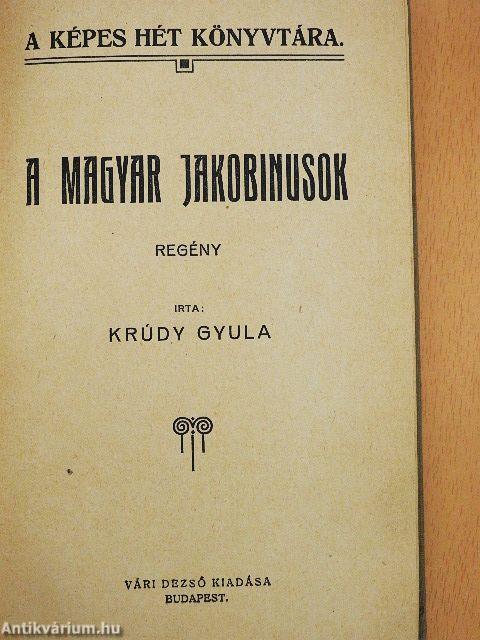 A KÉPES HÉT KÖNYVTÁRA.
A MAGYAR JAKOBINUSOK
REGÉNY
IRTA:
KRÚDY GYULA
VÁRI DEZSŐ KIADÁSA
BUDAPEST.
Antikvárium.hu